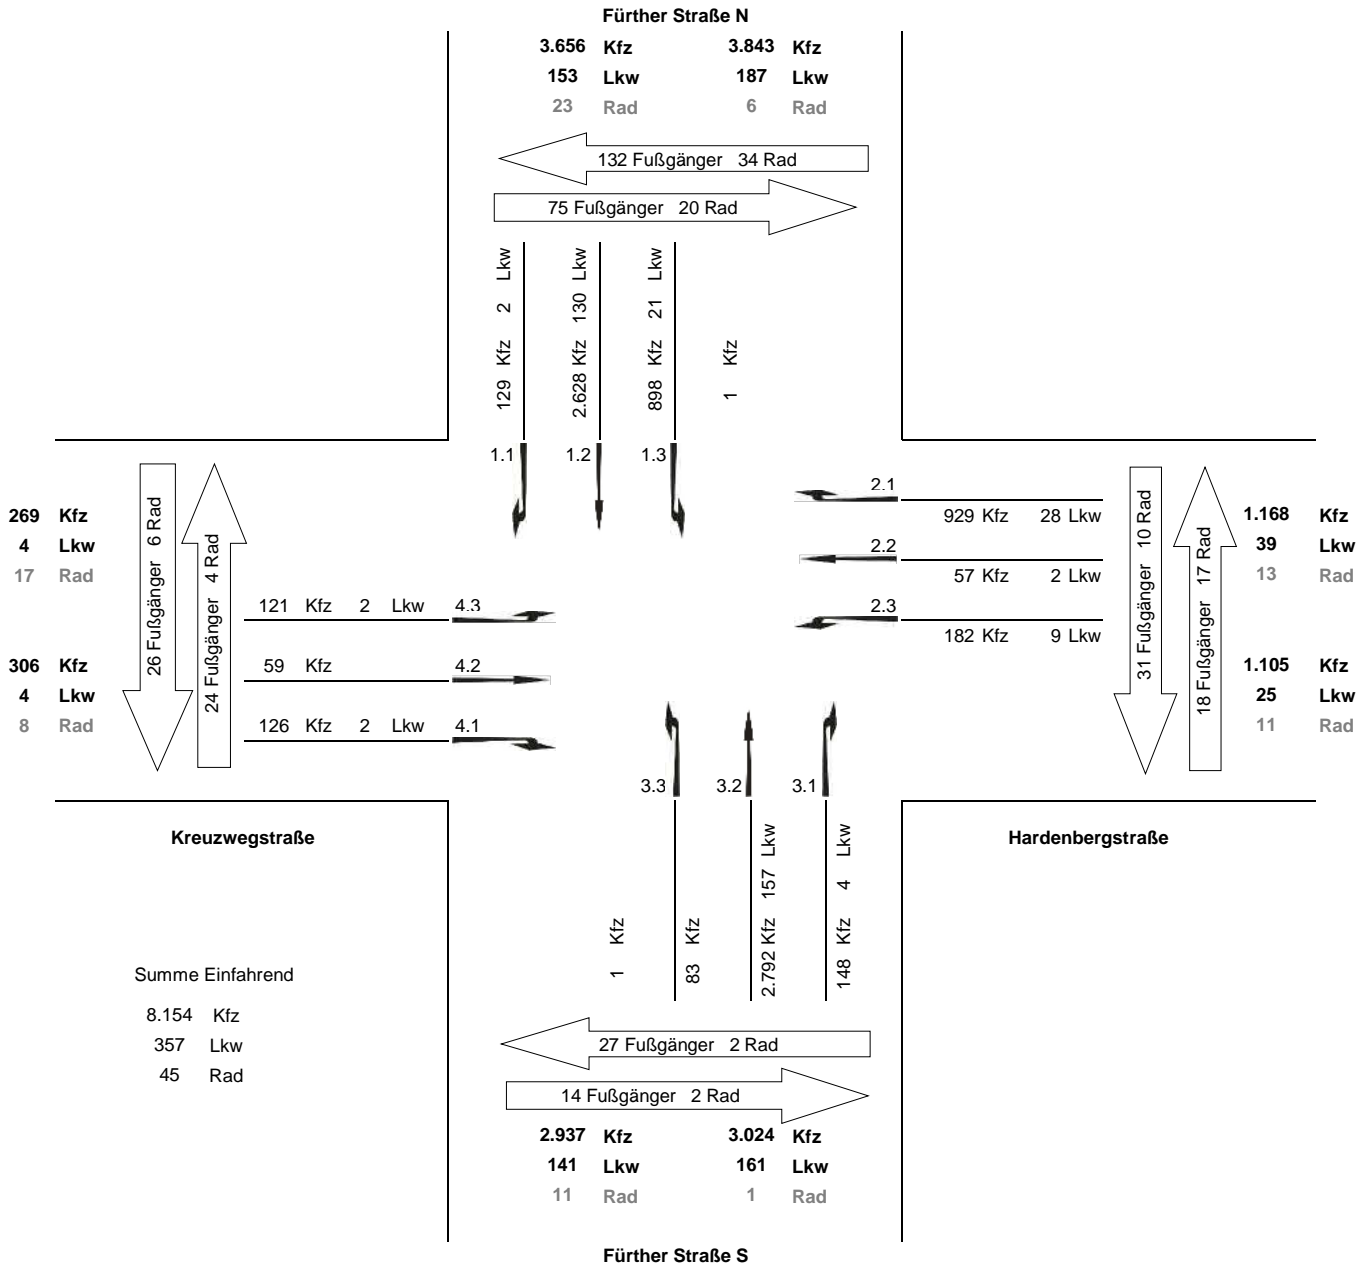 Fürther Straße N
3.656 Kfz 3.843 Kfz
153 Lkw 187 Lkw
23 Rad 6 Rad
132 Fußgänger 34 Rad
75 Fußgänger 20 Rad
129 Kfz 2 Lkw
2.628 Kfz 130 Lkw
898 Kfz 21 Lkw
1 Kfz
1.1 1.2 1.3
26 Fußgänger 6 Rad
24 Fußgänger 4 Rad
269 Kfz
4 Lkw
17 Rad
306 Kfz
4 Lkw
8 Rad
121 Kfz 2 Lkw 4.3
59 Kfz 4.2
126 Kfz 2 Lkw 4.1
2.1
929 Kfz 28 Lkw
2.2
57 Kfz 2 Lkw
2.3
182 Kfz 9 Lkw
31 Fußgänger 10 Rad
18 Fußgänger 17 Rad
1.168 Kfz
39 Lkw
13 Rad
1.105 Kfz
25 Lkw
11 Rad
3.3 3.2 3.1
Kreuzwegstraße
Hardenbergstraße
1 Kfz
83 Kfz
2.792 Kfz 157 Lkw
148 Kfz 4 Lkw
Summe Einfahrend
8.154 Kfz
357 Lkw
45 Rad
27 Fußgänger 2 Rad
14 Fußgänger 2 Rad
2.937 Kfz 3.024 Kfz
141 Lkw 161 Lkw
11 Rad 1 Rad
Fürther Straße S